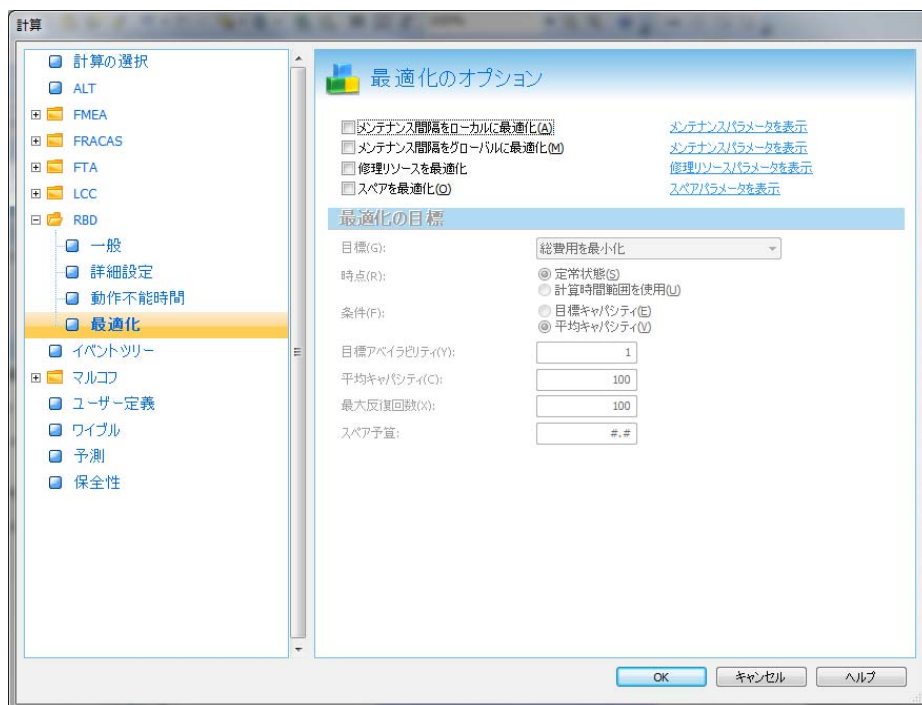 計算
計算の選択
ALT
FMEA
FRACAS
FTA
LCC
RBD
一般
詳細設定
動作不能時間
最適化
イベントツリー
マルコフ
ユーザー定義
ワイブル
予測
保全性
最適化のオプション
メンテナンス間隔をローカルに最適化(A) メンテナンスパラメータを表示
メンテナンス間隔をグローバルに最適化(M) メンテナンスパラメータを表示
修理リソースを最適化 修理リソースパラメータを表示
スペアを最適化(O) スペアパラメータを表示
最適化の目標
目標(G): 総費用を最小化
時点(R): 定常状態(S)
計算時間範囲を使用(U)
条件(F): 目標キャパシティ(E)
平均キャパシティ(V)
目標アベイラビリティ(Y): 1
平均キャパシティ(C): 100
最大反復回数(X): 100
スペア予算: #.#
OK キャンセル ヘルプ